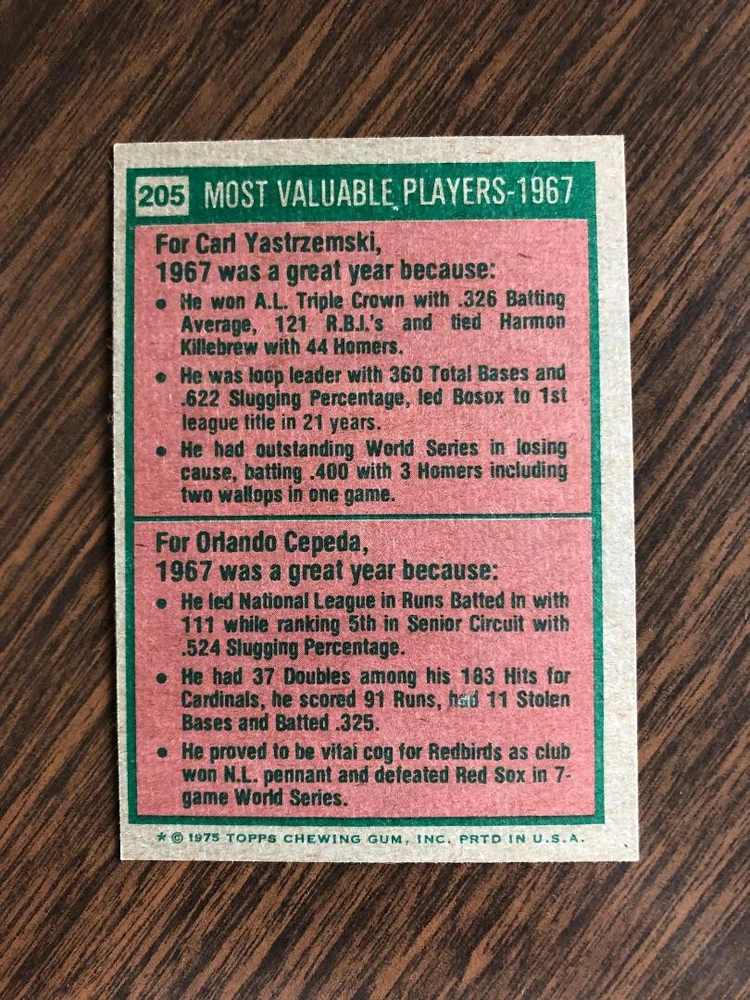 205 MOST VALUABLE PLAYERS-1967
For Carl Yastrzemski,
1967 was a great year because:
• He won A.L. Triple Crown with .326 Batting
Average, 121 R.B.I.'s and tied Harmon
Killebrew with 44 Homers.
• He was loop leader with 360 Total Bases and
.622 Slugging Percentage, led Bosox to 1st
league title in 21 years.
• He had outstanding World Series in losing
cause, batting .400 with 3 Homers including
two wallops in one game.
For Orlando Cepeda,
1967 was a great year because:
• He led National League in Runs Batted In with
111 while ranking 5th in Senior Circuit with
.524 Slugging Percentage.
• He had 37 Doubles among his 183 Hits for
Cardinals, he scored 91 Runs, had 11 Stolen
Bases and Batted .325.
• He proved to be vital cog for Redbirds as club
won N.L. pennant and defeated Red Sox in 7-
game World Series.
* © 1975 TOPPS CHEWING GUM, INC. PRTD IN U.S.A.